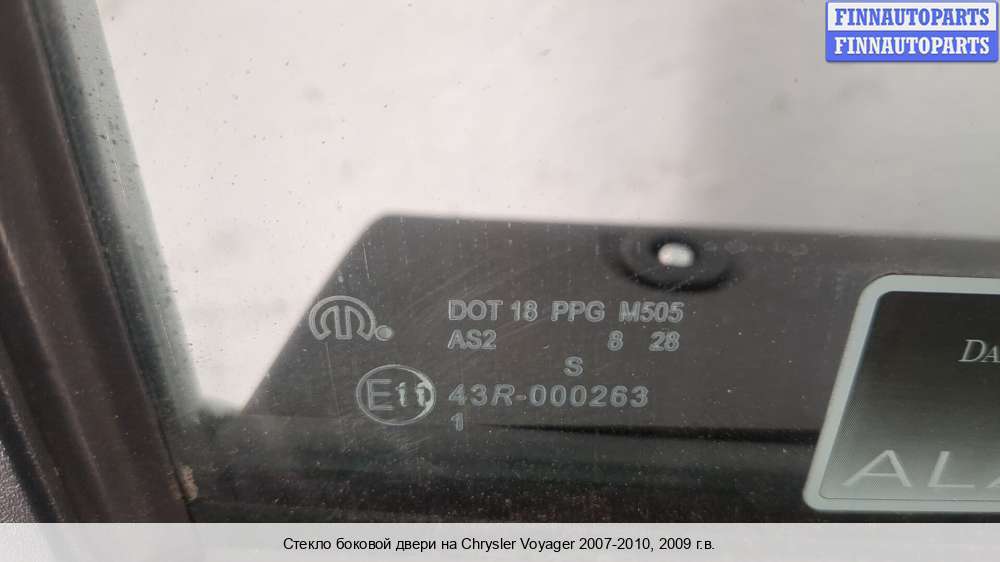 FINNAUTOPARTS
FINNAUTOPARTS
DOT 18 PPG M505
AS2 8 28
S
E11 43R-000263
1
Стекло боковой двери на Chrysler Voyager 2007-2010, 2009 г.в.